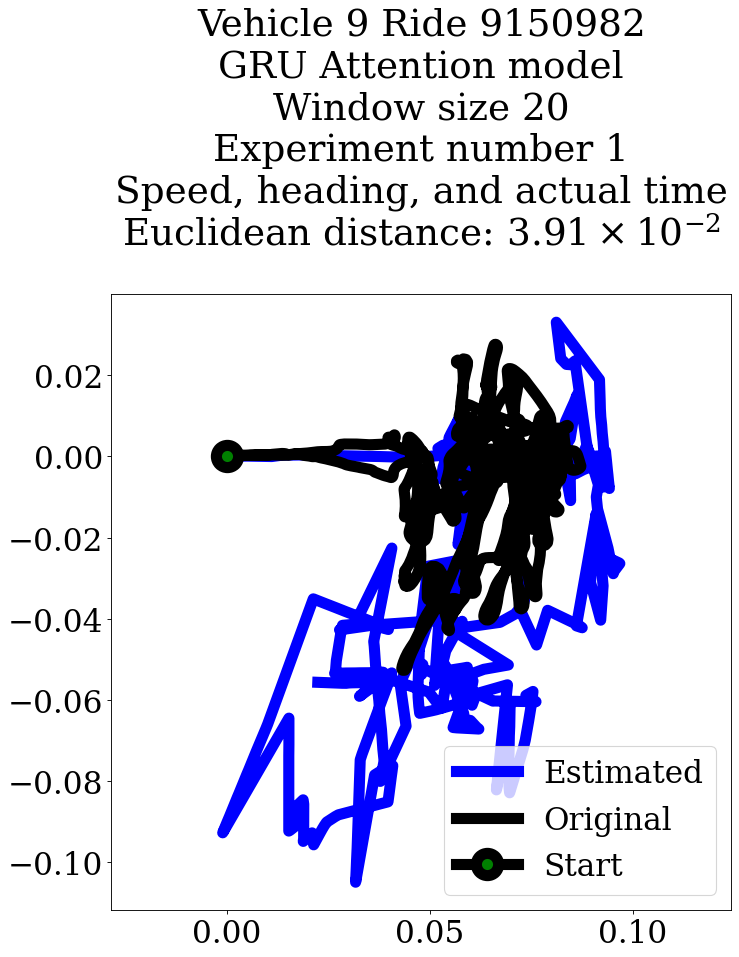 Vehicle 9 Ride 9150982
GRU Attention model
Window size 20
Experiment number 1
Speed, heading, and actual time
Euclidean distance: 3.91 × 10⁻²
0.02
0.00
−0.02
−0.04
−0.06
−0.08
−0.10
Estimated
Original
Start
0.00 0.05 0.10